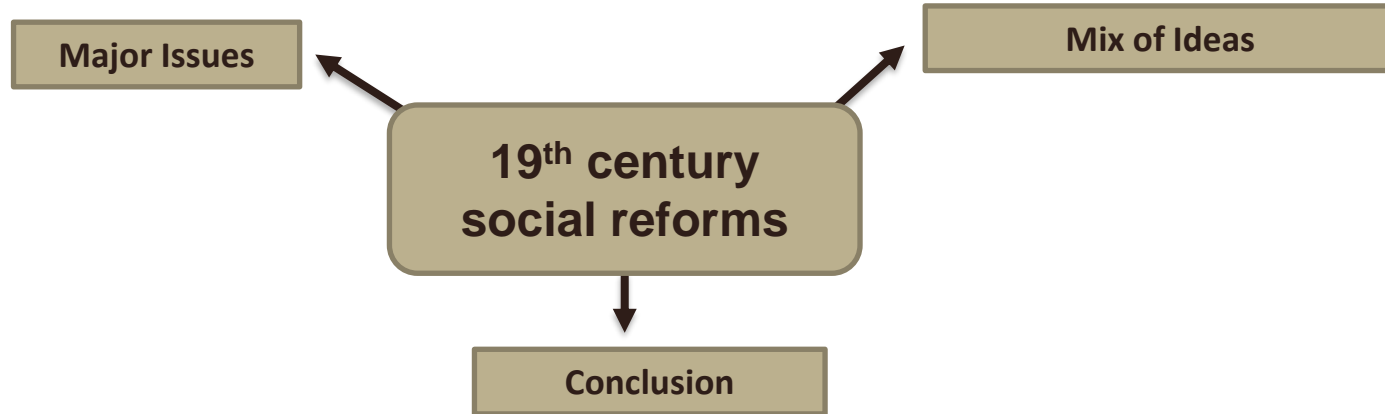 Major Issues
Mix of Ideas
19th century
social reforms
Conclusion